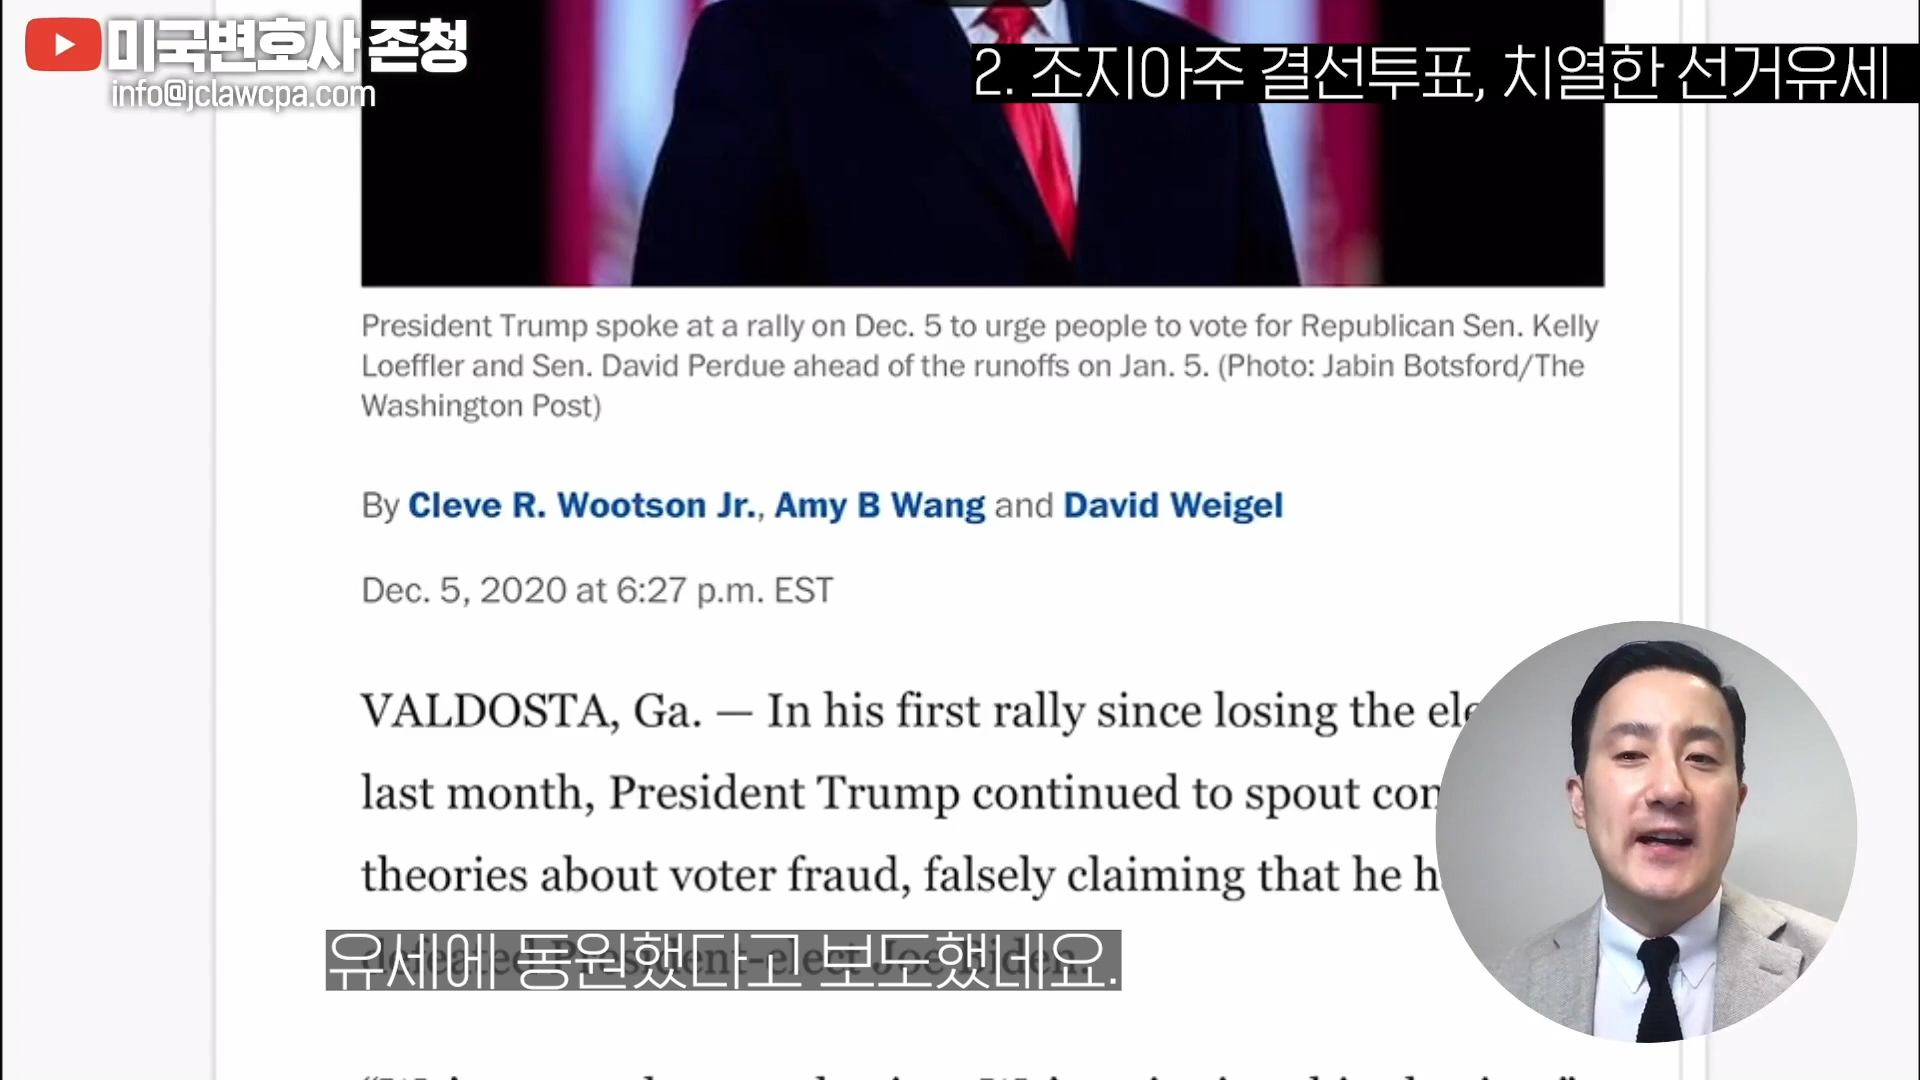 미국변호사 존청
info@jclawcpa.com
2. 조지아주 결선투표, 치열한 선거유세
President Trump spoke at a rally on Dec. 5 to urge people to vote for Republican Sen. Kelly
Loeffler and Sen. David Perdue ahead of the runoffs on Jan. 5. (Photo: Jabin Botsford/The
Washington Post)
By Cleve R. Wootson Jr., Amy B Wang and David Weigel
Dec. 5, 2020 at 6:27 p.m. EST
VALDOSTA, Ga. — In his first rally since losing the
last month, President Trump continued to spout
theories about voter fraud, falsely claiming that he
defeated President-elect Joe Biden.
유세에 동원했다고 보도했네요.